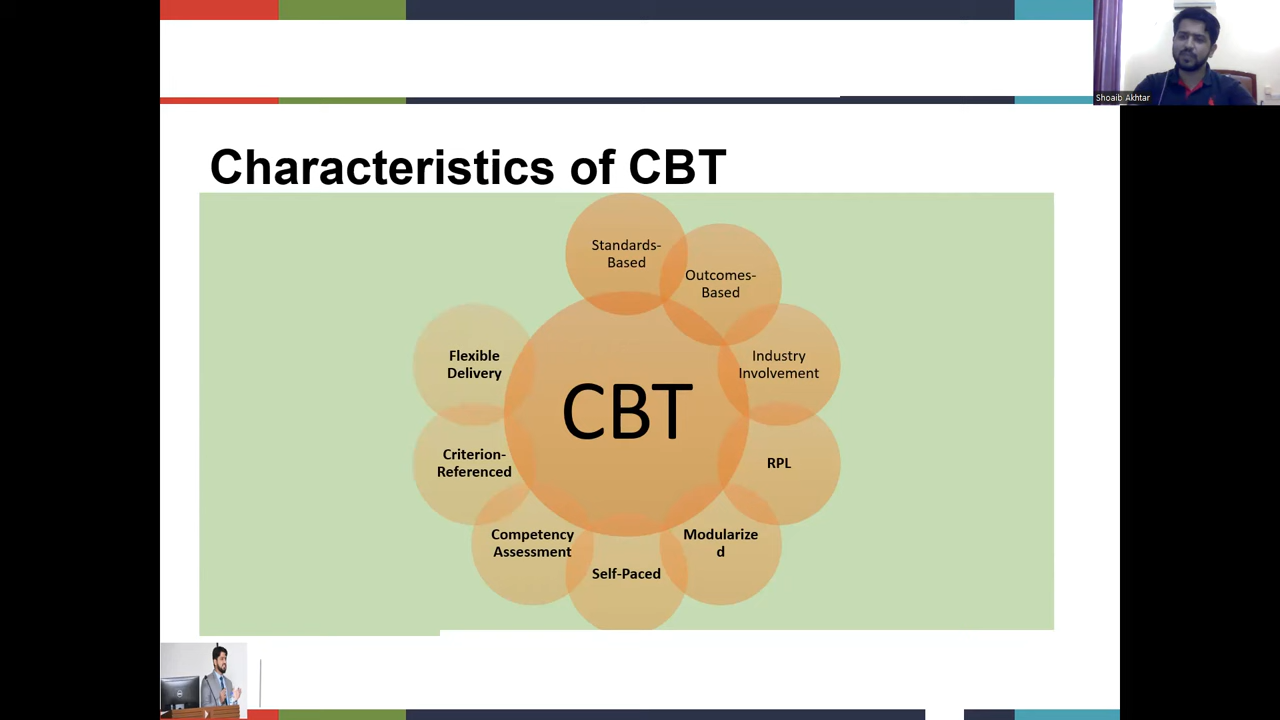 Shoaib Akhtar
Characteristics of CBT
Standards-
Based
Outcomes-
Based
Industry
Involvement
RPL
Modularize
d
Self-Paced
Competency
Assessment
Criterion-
Referenced
Flexible
Delivery
CBT